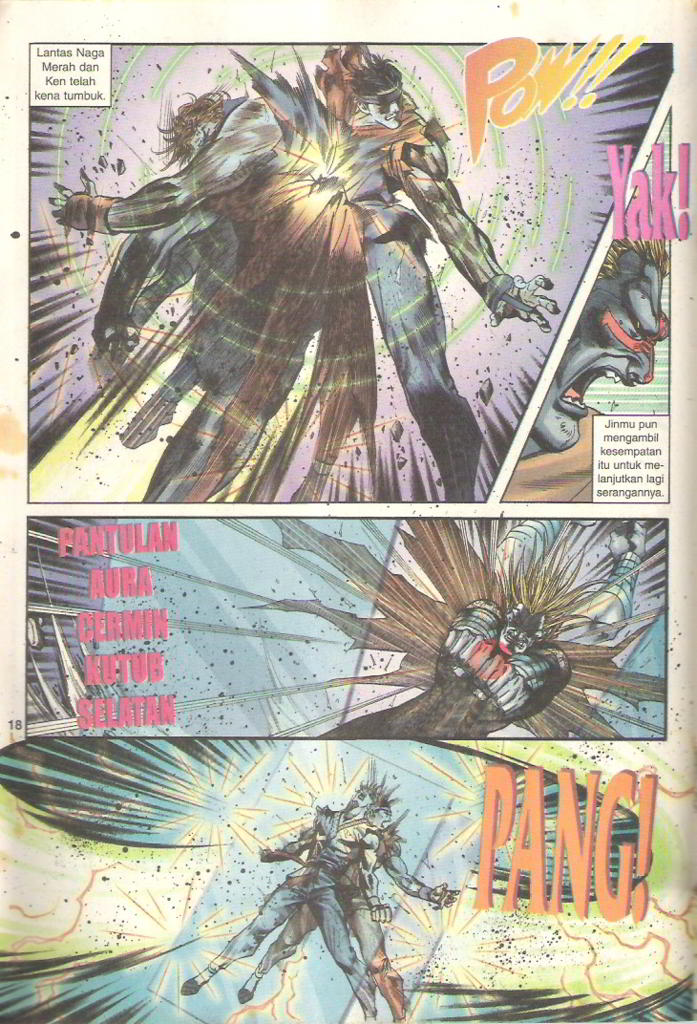 Lantas Naga
Merah dan
Ken telah
kena tumbuk.
POW!!
Yak!
Jinmu pun
mengambil
kesempatan
itu untuk me-
lanjutkan lagi
serangannya.
PANTULAN
AURA
CERMIN
KUTUB
SELATAN
18
PANG!